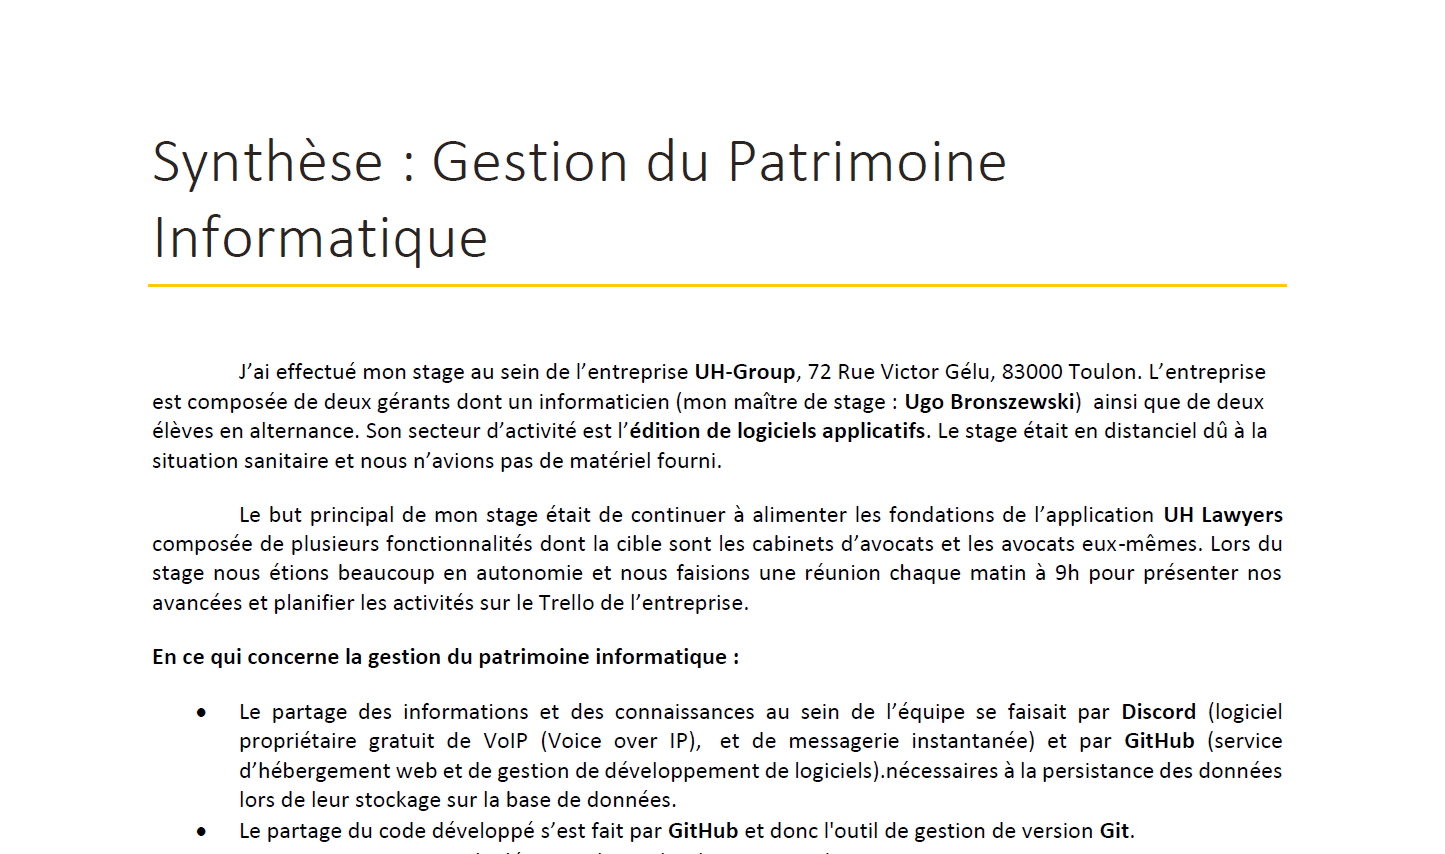 Synthèse : Gestion du Patrimoine
Informatique
J’ai effectué mon stage au sein de l’entreprise UH-Group, 72 Rue Victor Gélu, 83000 Toulon. L’entreprise
est composée de deux gérants dont un informaticien (mon maître de stage : Ugo Bronszewski)  ainsi que de deux
élèves en alternance. Son secteur d’activité est l’édition de logiciels applicatifs. Le stage était en distanciel dû à la
situation sanitaire et nous n’avions pas de matériel fourni.
Le but principal de mon stage était de continuer à alimenter les fondations de l’application UH Lawyers
composée de plusieurs fonctionnalités dont la cible sont les cabinets d’avocats et les avocats eux-mêmes. Lors du
stage nous étions beaucoup en autonomie et nous faisions une réunion chaque matin à 9h pour présenter nos
avancées et planifier les activités sur le Trello de l’entreprise.
En ce qui concerne la gestion du patrimoine informatique :
• Le partage des informations et des connaissances au sein de l’équipe se faisait par Discord (logiciel
propriétaire gratuit de VoIP (Voice over IP),  et de messagerie instantanée) et par GitHub (service
d’hébergement web et de gestion de développement de logiciels).nécessaires à la persistance des données
lors de leur stockage sur la base de données.
• Le partage du code développé s’est fait par GitHub et donc l'outil de gestion de version Git.